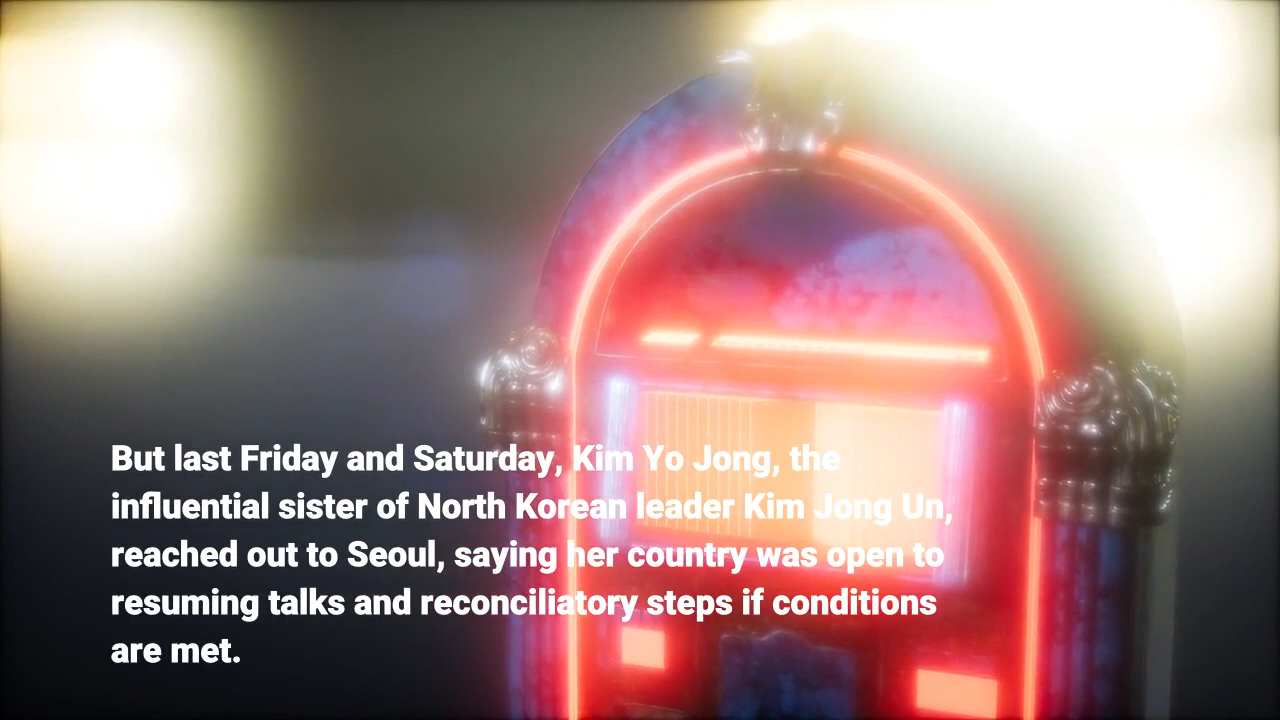 But last Friday and Saturday, Kim Yo Jong, the
influential sister of North Korean leader Kim Jong Un,
reached out to Seoul, saying her country was open to
resuming talks and reconciliatory steps if conditions
are met.